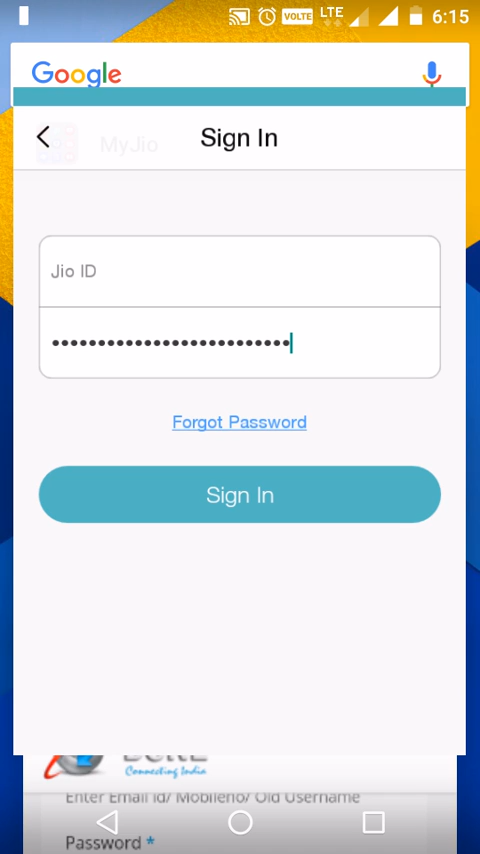 VOLTE LTE 6:15
Google
MyJio
Sign In
Jio ID
••••••••••••••••••••••••••
Forgot Password
Sign In
Connecting India
Enter Email Id/ Mobileno/ Old Username
Password *